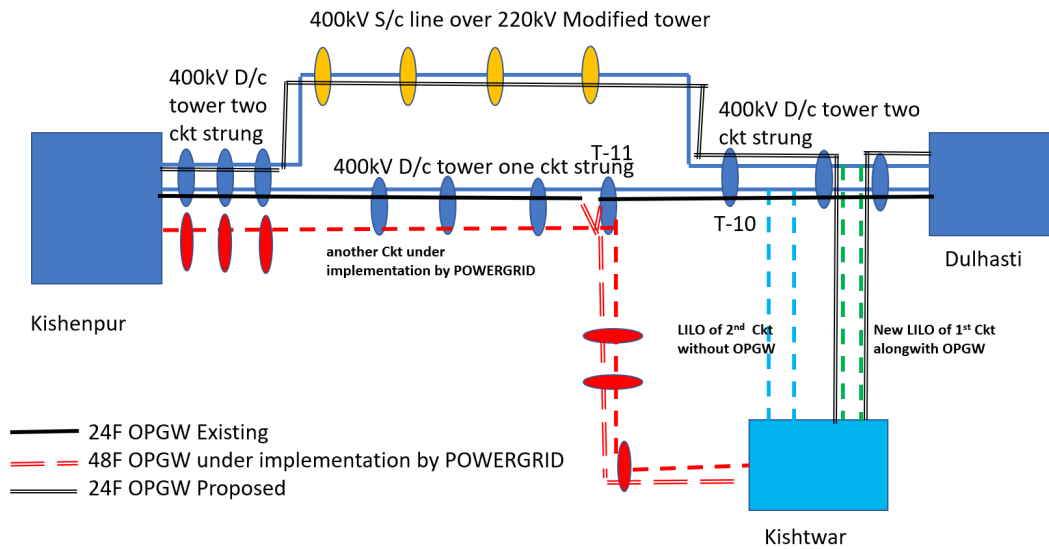 400kV S/c line over 220kV Modified tower
400kV D/c
tower two
ckt strung
400kV D/c tower two
ckt strung
400kV D/c tower one ckt strung
T-11
T-10
another Ckt under
implementation by POWERGRID
Kishenpur
Dulhasti
LILO of 2nd Ckt
without OPGW
New LILO of 1st Ckt
alongwith OPGW
24F OPGW Existing
48F OPGW under implementation by POWERGRID
24F OPGW Proposed
Kishtwar